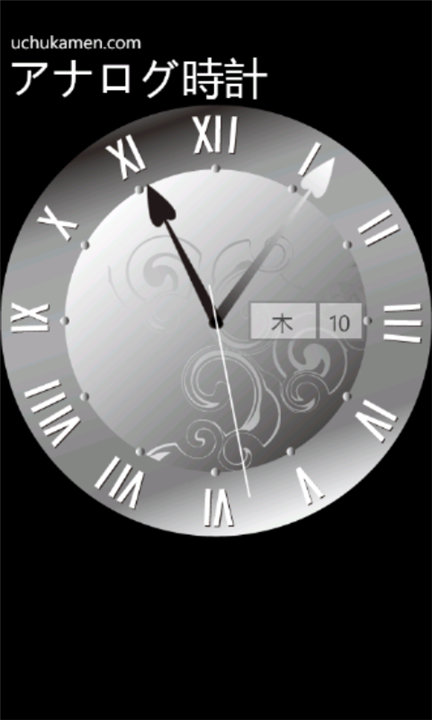 uchukamen.com
アナログ時計
XII
I
II
III
IV
V
VI
VII
VIII
IX
X
XI
木 10